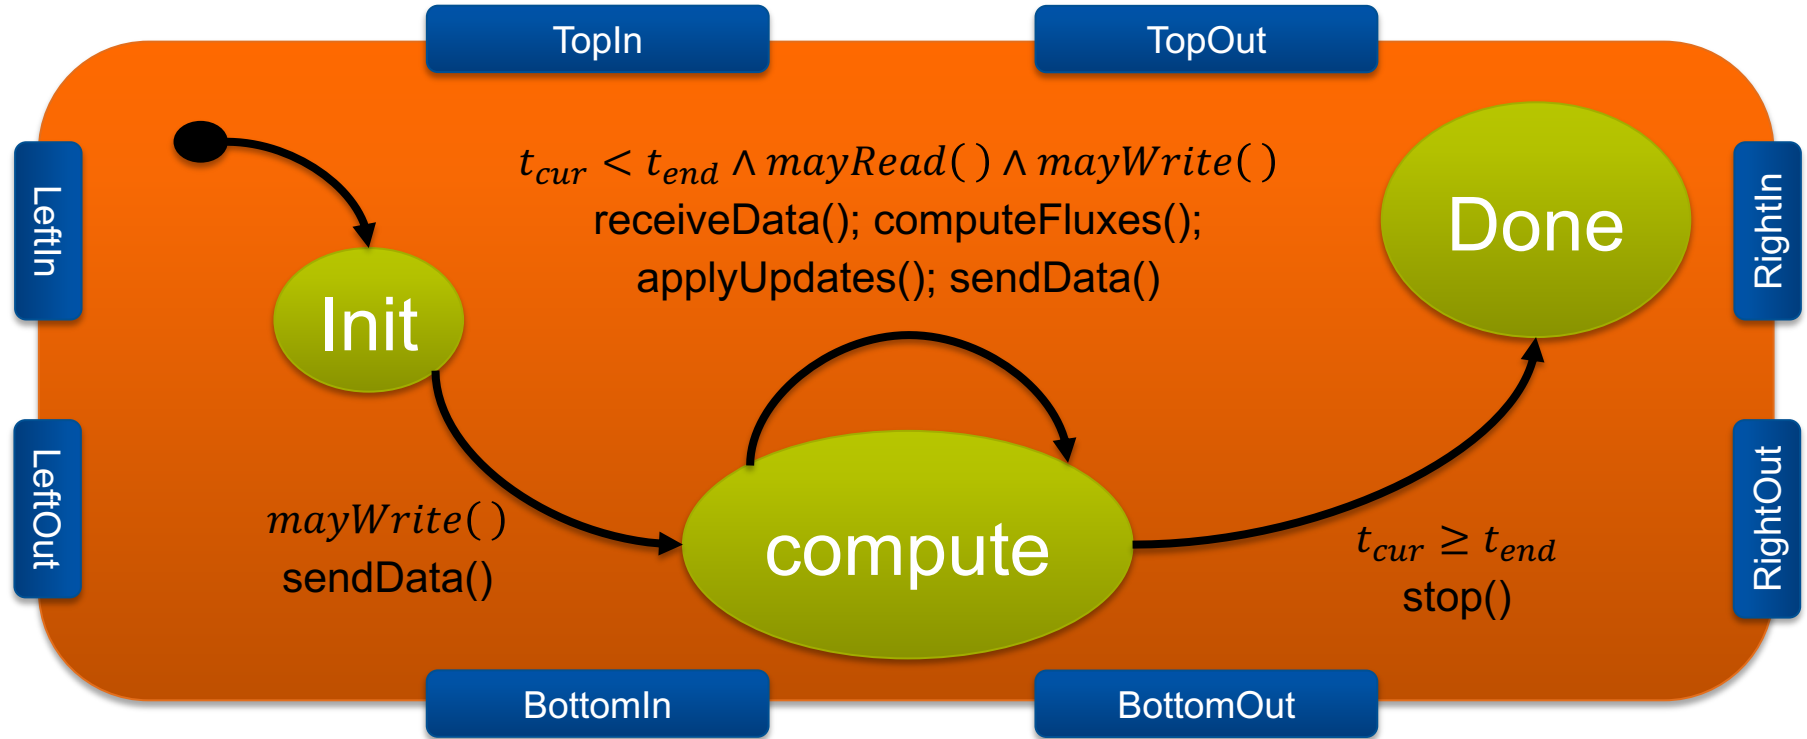 TopIn
TopOut
LeftIn
RightIn
t_cur < t_end ∧ mayRead() ∧ mayWrite()
receiveData(); computeFluxes();
applyUpdates(); sendData()
Done
Init
LeftOut
RightOut
mayWrite()
sendData()
compute
t_cur ≥ t_end
stop()
BottomIn
BottomOut